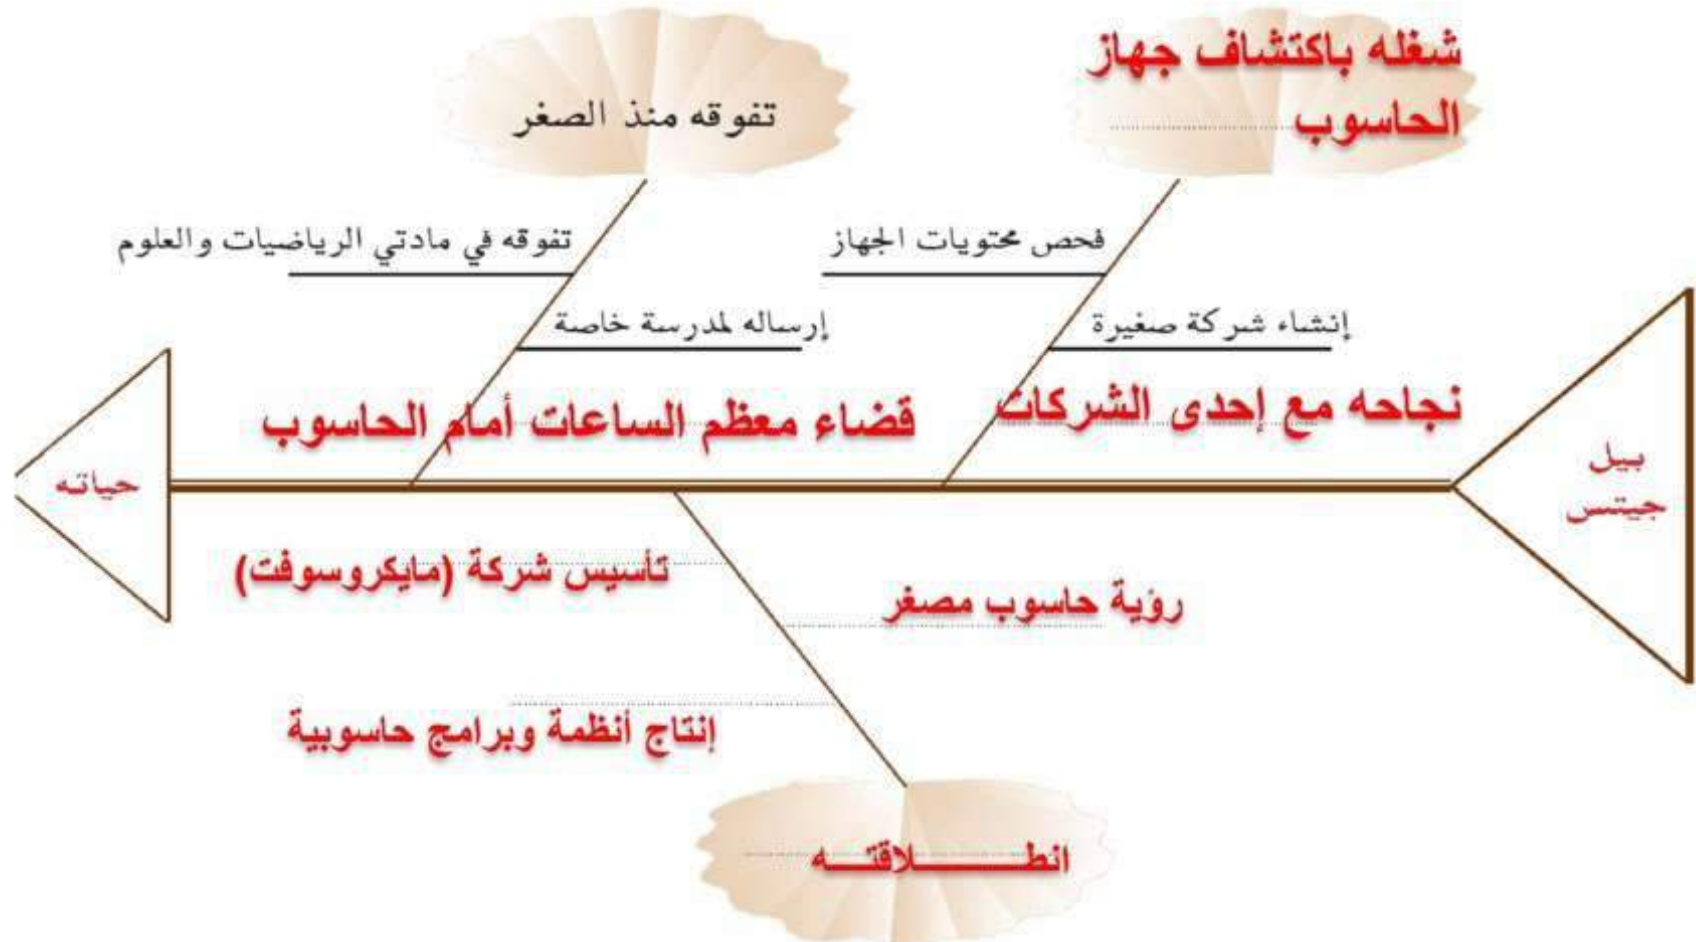 شغله باكتشاف جهاز
الحاسوب
تفوقه منذ الصغر
فحص محتويات الجهاز
تفوقه في مادتي الرياضيات والعلوم
إنشاء شركة صغيرة
إرساله لمدرسة خاصة
نجاحه مع إحدى الشركات
قضاء معظم الساعات أمام الحاسوب
بيل
جيتس
حياته
تأسيس شركة (مايكروسوفت)
رؤية حاسوب مصغر
إنتاج أنظمة وبرامج حاسوبية
انطـــــــــلاقتـــه